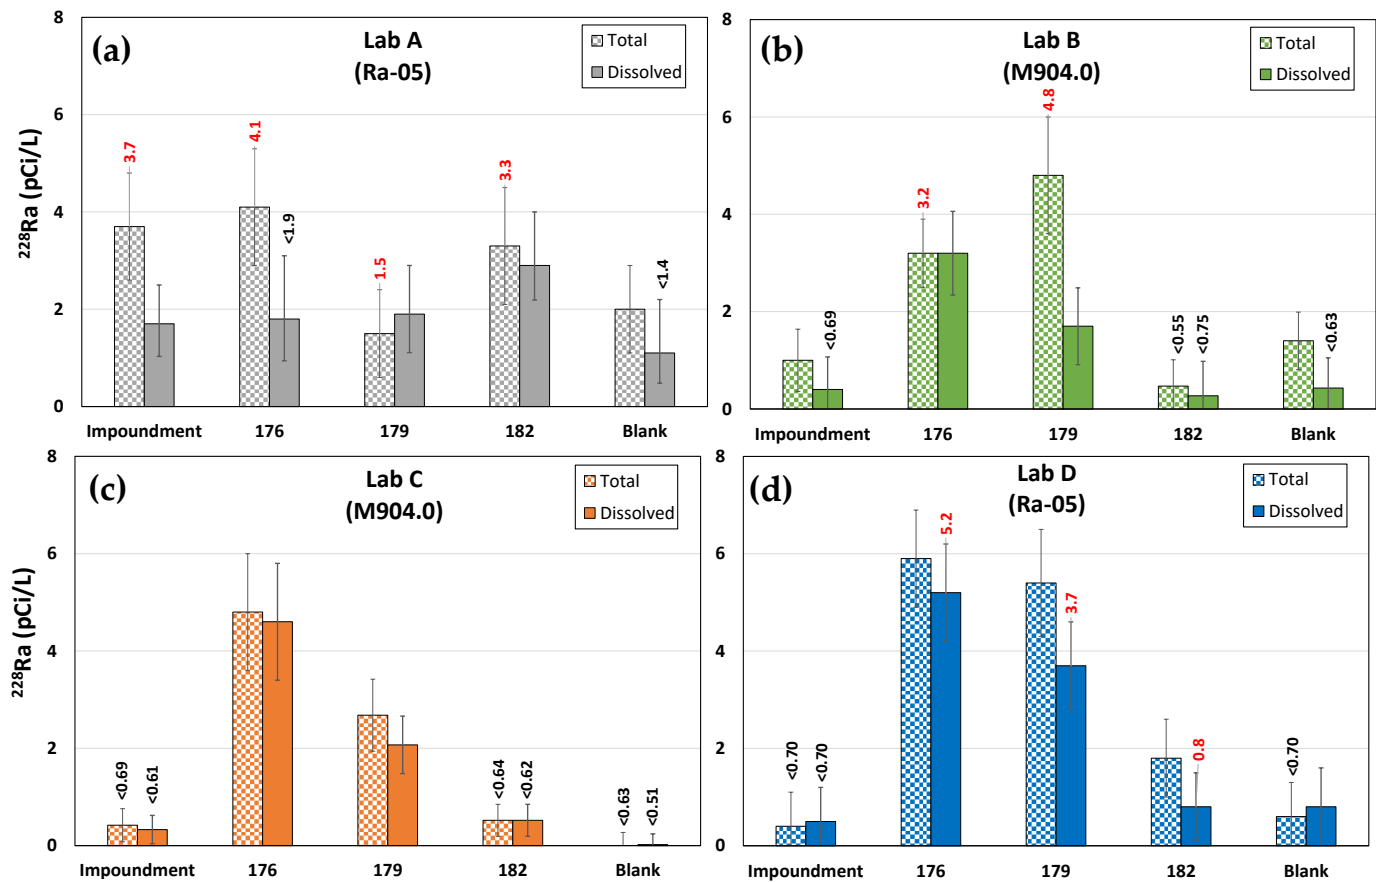 (a)
Lab A
(Ra-05)
Total
Dissolved
²²⁸Ra (pCi/L)
8
6
4
2
0
3.7
4.1
<1.9
1.5
3.3
<1.4
Impoundment 176 179 182 Blank
(b)
Lab B
(M904.0)
Total
Dissolved
8
6
4
2
0
<0.69
3.2
4.8
<0.55
<0.75
<0.63
Impoundment 176 179 182 Blank
(c)
Lab C
(M904.0)
Total
Dissolved
²²⁸Ra (pCi/L)
8
6
4
2
0
<0.69
<0.61
<0.64
<0.62
<0.63
<0.51
Impoundment 176 179 182 Blank
(d)
Lab D
(Ra-05)
Total
Dissolved
8
6
4
2
0
<0.70
<0.70
5.2
3.7
0.8
<0.70
Impoundment 176 179 182 Blank